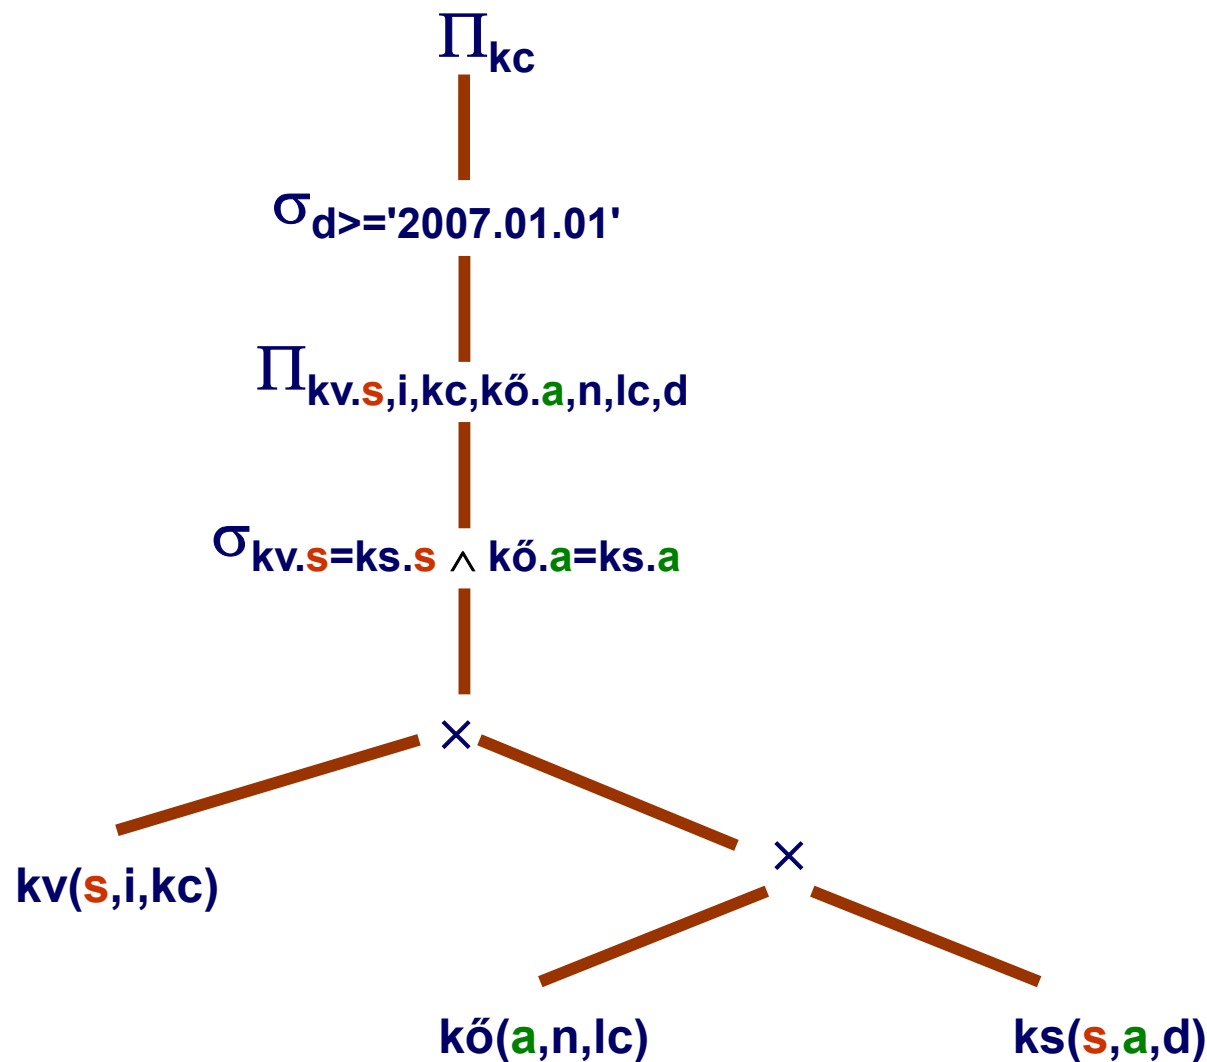 Πkc
σd>='2007.01.01'
Πkv.s,i,kc,kő.a,n,lc,d
σkv.s=ks.s ∧ kő.a=ks.a
×
×
kv(s,i,kc)
kő(a,n,lc) ks(s,a,d)